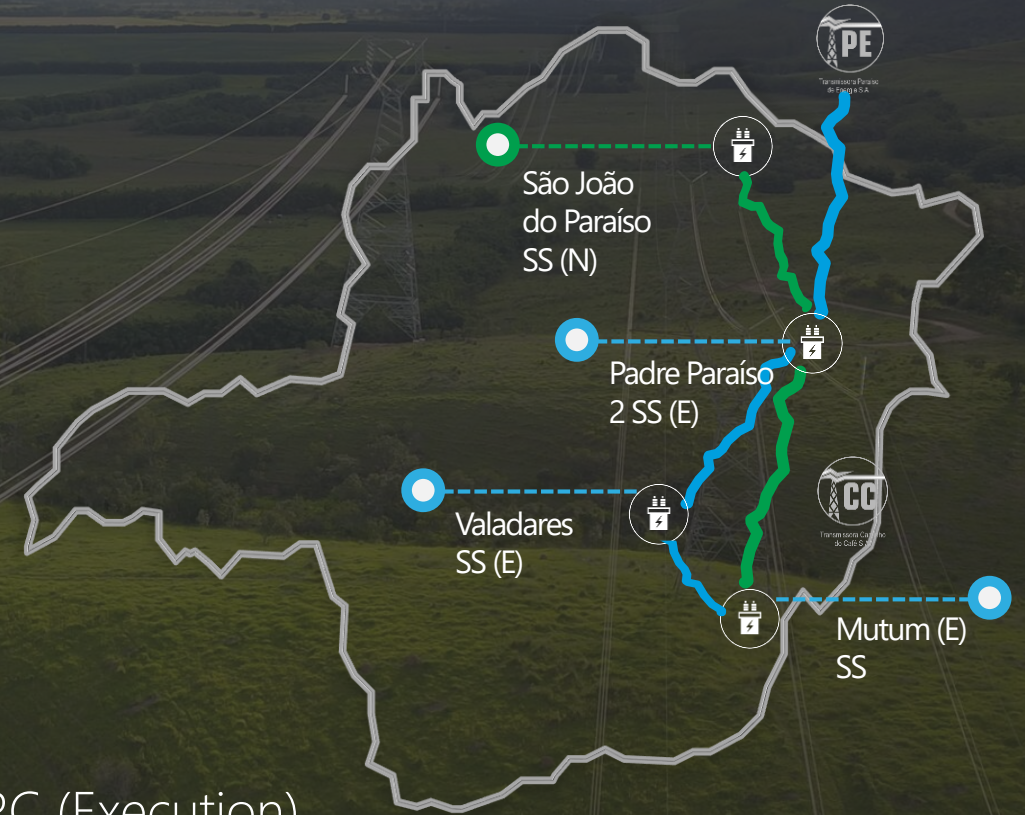 PE
Transmissora Paraíso
de Energia S.A
São João
do Paraíso
SS (N)
Padre Paraíso
2 SS (E)
CC
Valadares
SS (E)
Mutum (E)
SS
(Execution)